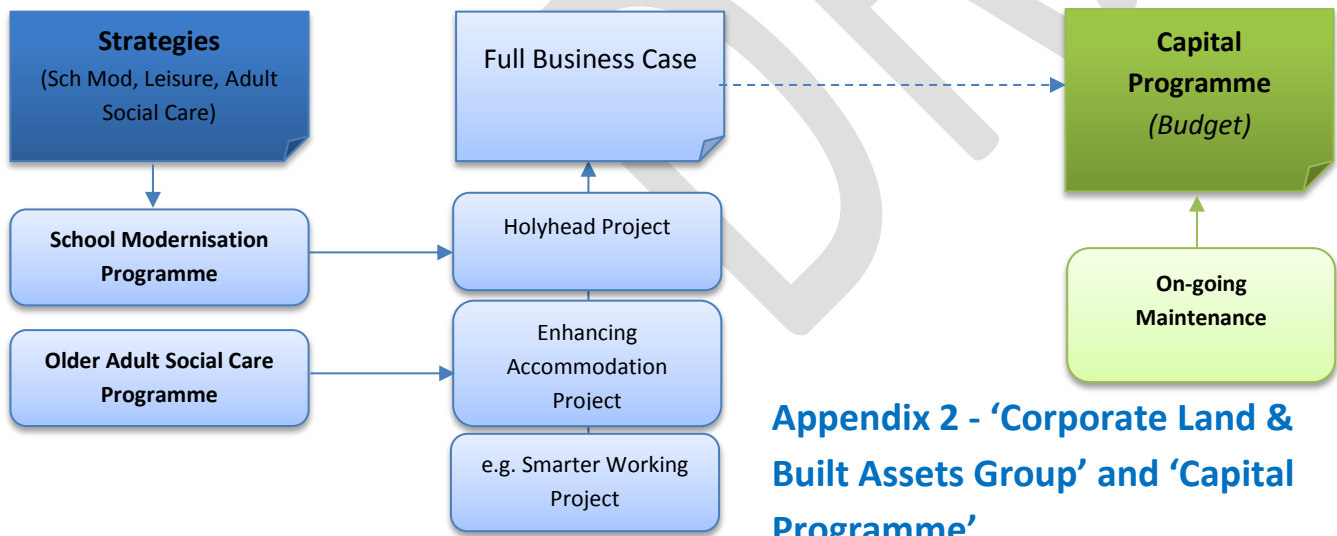 Strategies
(Sch Mod, Leisure, Adult
Social Care)
Full Business Case
Capital
Programme
(Budget)
School Modernisation
Programme
Holyhead Project
On-going
Maintenance
Older Adult Social Care
Programme
Enhancing
Accommodation
Project
e.g. Smarter Working
Project
Appendix 2 - ‘Corporate Land &
Built Assets Group’ and ‘Capital
Programme’